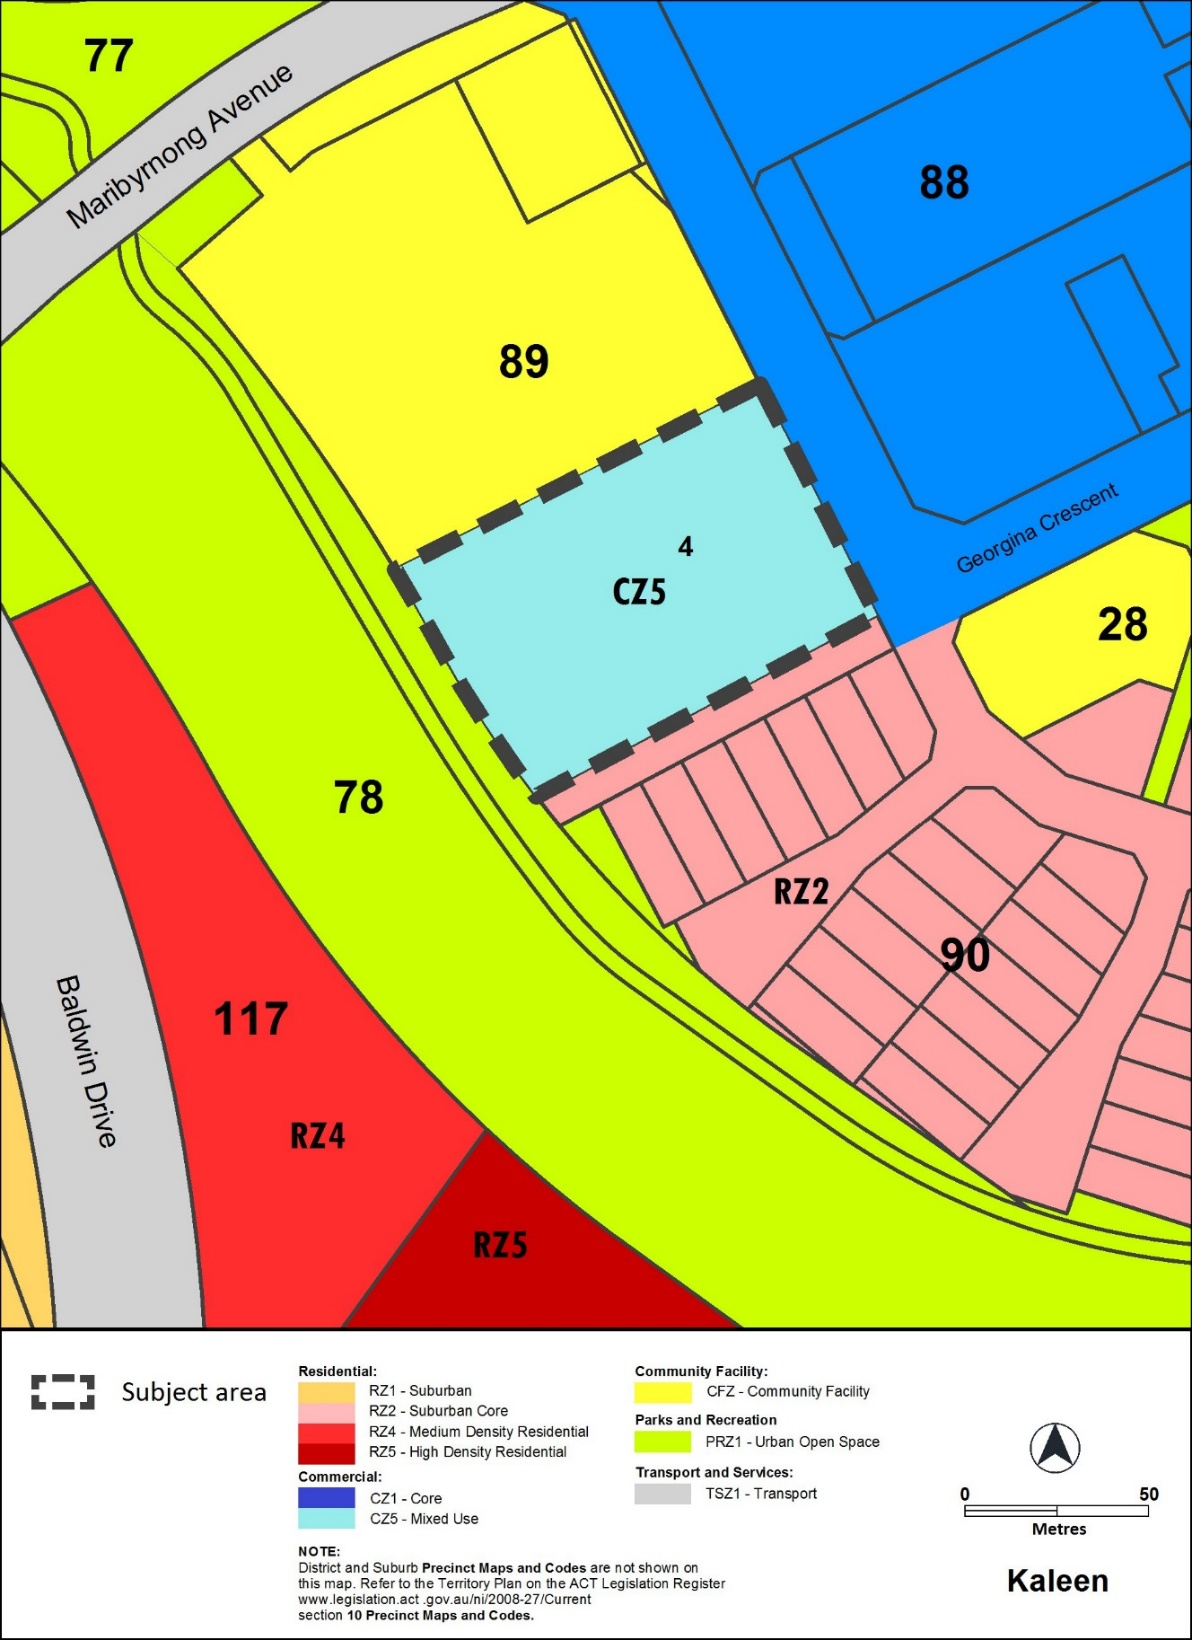 77
Maribyrnong Avenue
88
89
Georgina Crescent
4
CZ5
28
78
RZ2
90
Baldwin Drive
117
RZ4
RZ5
Subject area
Residential:
RZ1 - Suburban
RZ2 - Suburban Core
RZ4 - Medium Density Residential
RZ5 - High Density Residential
Commercial:
CZ1 - Core
CZ5 - Mixed Use
NOTE:
District and Suburb Precinct Maps and Codes are not shown on
this map. Refer to the Territory Plan on the ACT Legislation Register
www.legislation.act .gov.au/ni/2008-27/Current
section 10 Precinct Maps and Codes.
Community Facility:
CFZ - Community Facility
Parks and Recreation
PRZ1 - Urban Open Space
Transport and Services:
TSZ1 - Transport
0 50
Metres
Kaleen